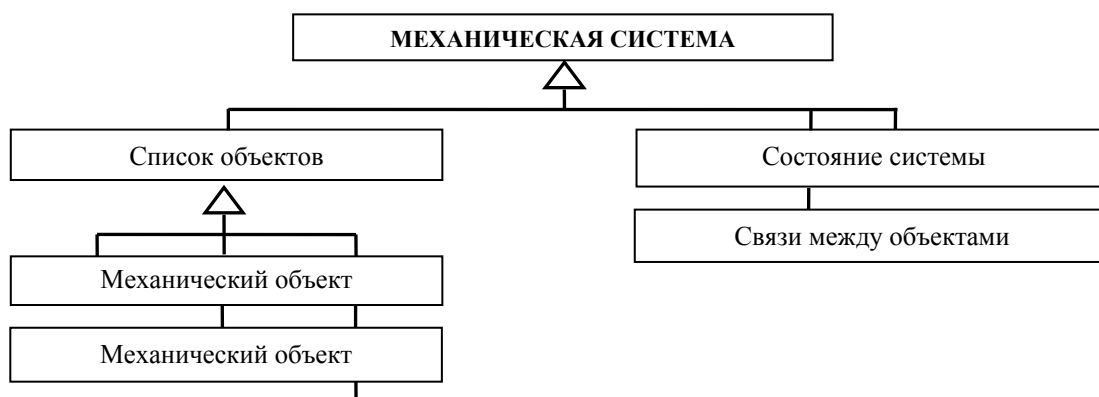 МЕХАНИЧЕСКАЯ СИСТЕМА
Список объектов
Состояние системы
Связи между объектами
Механический объект
Механический объект